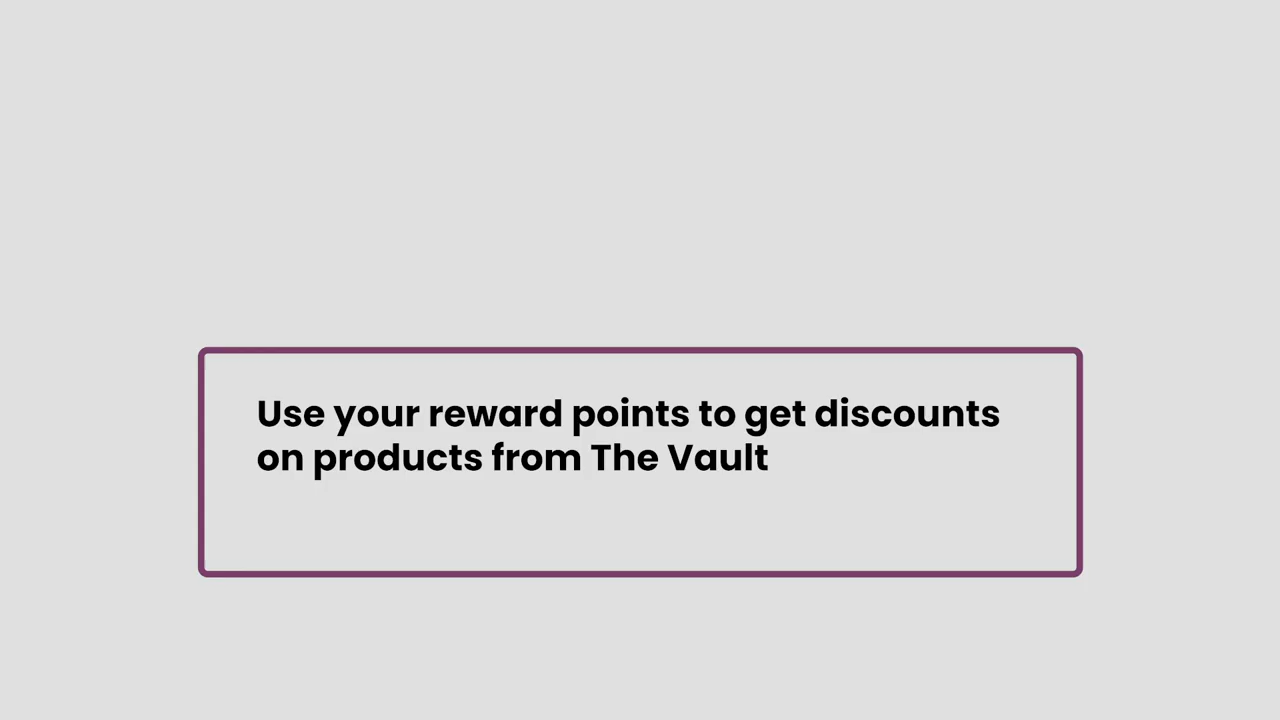 Use your reward points to get discounts
on products from The Vault